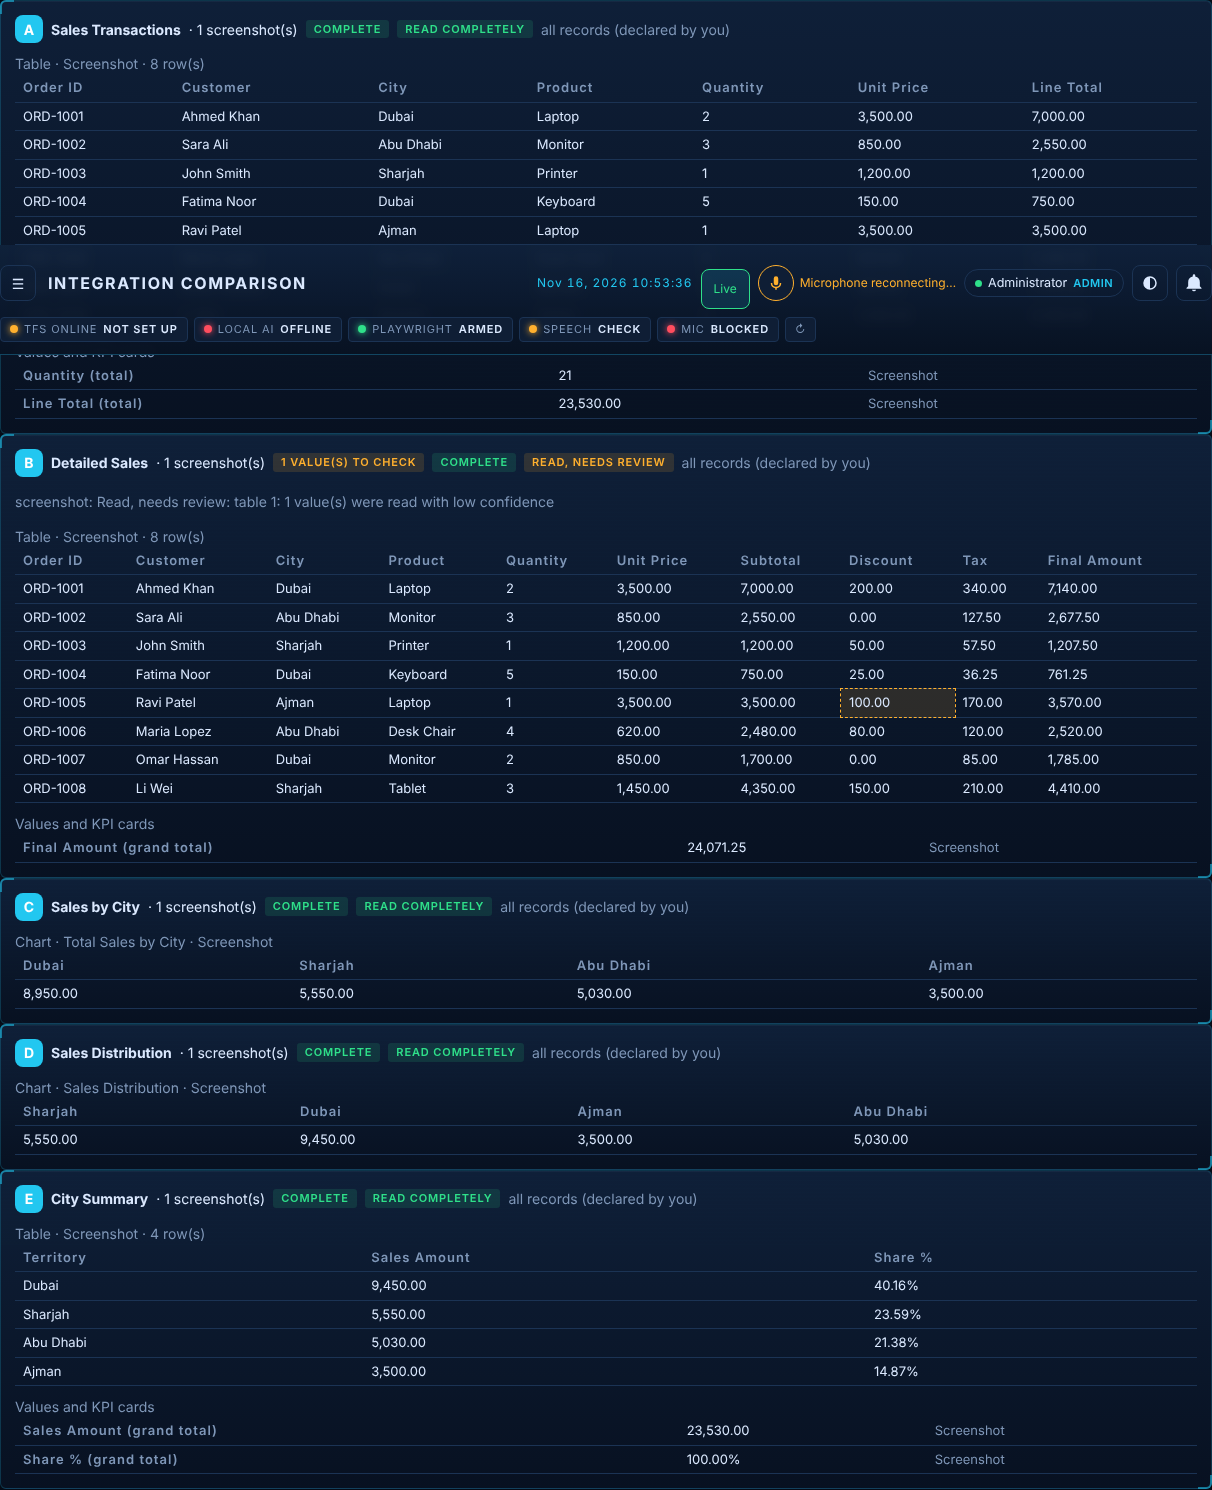 A Sales Transactions · 1 screenshot(s) COMPLETE READ COMPLETELY all records (declared by you)
Table · Screenshot · 8 row(s)
Order ID Customer City Product Quantity Unit Price Line Total
ORD-1001 Ahmed Khan Dubai Laptop 2 3,500.00 7,000.00
ORD-1002 Sara Ali Abu Dhabi Monitor 3 850.00 2,550.00
ORD-1003 John Smith Sharjah Printer 1 1,200.00 1,200.00
ORD-1004 Fatima Noor Dubai Keyboard 5 150.00 750.00
ORD-1005 Ravi Patel Ajman Laptop 1 3,500.00 3,500.00
☰ INTEGRATION COMPARISON Nov 16, 2026 10:53:36 Live Microphone reconnecting... Administrator ADMIN
TFS ONLINE NOT SET UP LOCAL AI OFFLINE PLAYWRIGHT ARMED SPEECH CHECK MIC BLOCKED ↻
Values and KPI cards
Quantity (total) 21 Screenshot
Line Total (total) 23,530.00 Screenshot
B Detailed Sales · 1 screenshot(s) 1 VALUE(S) TO CHECK COMPLETE READ, NEEDS REVIEW all records (declared by you)
screenshot: Read, needs review: table 1: 1 value(s) were read with low confidence
Table · Screenshot · 8 row(s)
Order ID Customer City Product Quantity Unit Price Subtotal Discount Tax Final Amount
ORD-1001 Ahmed Khan Dubai Laptop 2 3,500.00 7,000.00 200.00 340.00 7,140.00
ORD-1002 Sara Ali Abu Dhabi Monitor 3 850.00 2,550.00 0.00 127.50 2,677.50
ORD-1003 John Smith Sharjah Printer 1 1,200.00 1,200.00 50.00 57.50 1,207.50
ORD-1004 Fatima Noor Dubai Keyboard 5 150.00 750.00 25.00 36.25 761.25
ORD-1005 Ravi Patel Ajman Laptop 1 3,500.00 3,500.00 100.00 170.00 3,570.00
ORD-1006 Maria Lopez Abu Dhabi Desk Chair 4 620.00 2,480.00 80.00 120.00 2,520.00
ORD-1007 Omar Hassan Dubai Monitor 2 850.00 1,700.00 0.00 85.00 1,785.00
ORD-1008 Li Wei Sharjah Tablet 3 1,450.00 4,350.00 150.00 210.00 4,410.00
Values and KPI cards
Final Amount (grand total) 24,071.25 Screenshot
C Sales by City · 1 screenshot(s) COMPLETE READ COMPLETELY all records (declared by you)
Chart · Total Sales by City · Screenshot
Dubai Sharjah Abu Dhabi Ajman
8,950.00 5,550.00 5,030.00 3,500.00
D Sales Distribution · 1 screenshot(s) COMPLETE READ COMPLETELY all records (declared by you)
Chart · Sales Distribution · Screenshot
Sharjah Dubai Ajman Abu Dhabi
5,550.00 9,450.00 3,500.00 5,030.00
E City Summary · 1 screenshot(s) COMPLETE READ COMPLETELY all records (declared by you)
Table · Screenshot · 4 row(s)
Territory Sales Amount Share %
Dubai 9,450.00 40.16%
Sharjah 5,550.00 23.59%
Abu Dhabi 5,030.00 21.38%
Ajman 3,500.00 14.87%
Values and KPI cards
Sales Amount (grand total) 23,530.00 Screenshot
Share % (grand total) 100.00% Screenshot